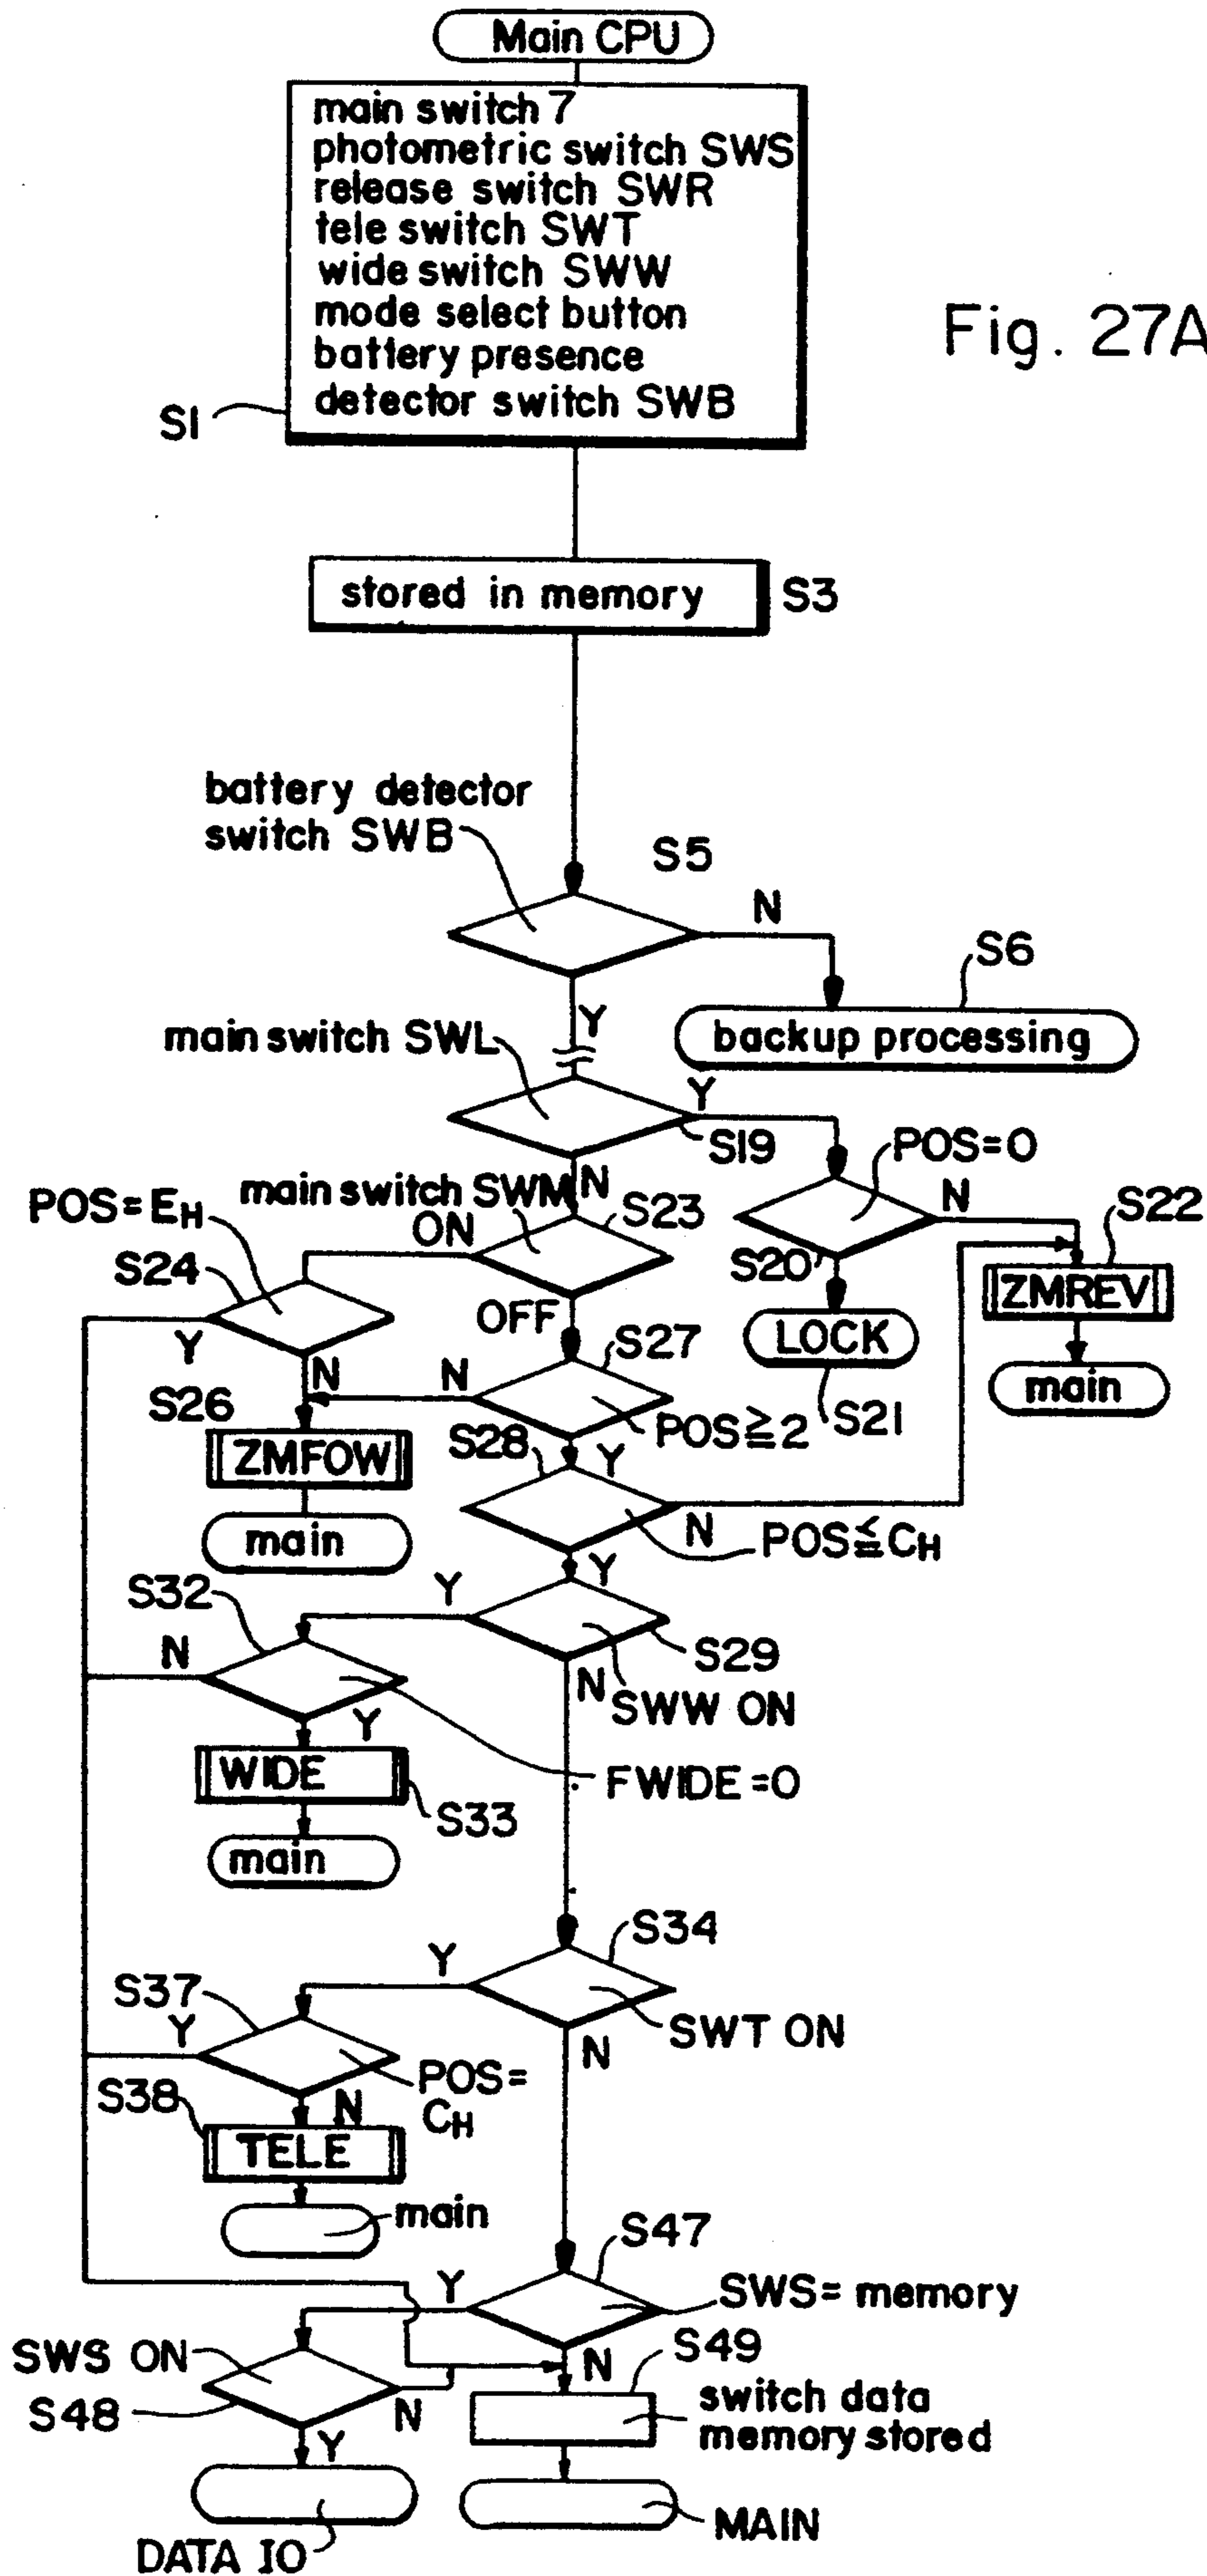 Main CPU
main switch 7
photometric switch SWS
release switch SWR
tele switch SWT
wide switch SWW
mode select button
battery presence
detector switch SWB
S1
Fig. 27A
stored in memory
S3
battery detector
switch SWB
S5
N
S6
Y
backup processing
main switch SWL
Y
S19
POS=0
N
main switch SWM
S23
N
S22
POS=EH
ON
S24
S20
ZMREV
OFF
LOCK
Y
S27
N
N
main
S26
S21
POS≧2
S28
ZMFOW
Y
N
POS≦CH
main
Y
S32
Y
S29
N
N
SWW ON
Y
WIDE
FWIDE=0
S33
main
S34
Y
S37
SWT ON
Y
N
POS=
CH
S38
N
TELE
main
S47
Y
SWS= memory
SWS ON
S49
N
S48
N
switch data
memory stored
Y
MAIN
DATA IO